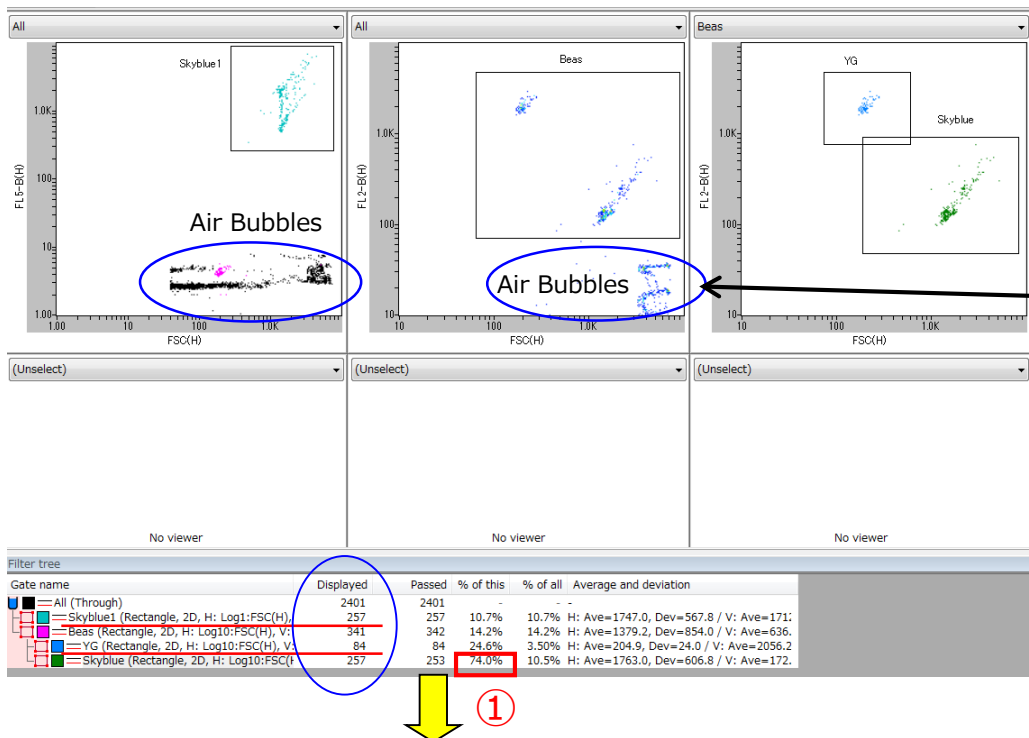 All
All
Beas
Skyblue1
1.0K
100
10
1.00
FL5-B(H)
Air Bubbles
1.00
10
100
1.0K
FSC(H)
Beas
1.0K
100
10
FL2-B(H)
Air Bubbles
10
100
1.0K
FSC(H)
YG
Skyblue
1.0K
100
10
FL2-B(H)
10
100
1.0K
FSC(H)
(Unselect)
(Unselect)
(Unselect)
No viewer
No viewer
No viewer
Filter tree
Gate name Displayed Passed % of this % of all Average and deviation
All (Through) 2401 2401 - - -
Skyblue1 (Rectangle, 2D, H: Log1:FSC(H), 257 257 10.7% 10.7% H: Ave=1747.0, Dev=567.8 / V: Ave=171
Beas (Rectangle, 2D, H: Log10:FSC(H), V: 341 342 14.2% 14.2% H: Ave=1379.2, Dev=854.0 / V: Ave=636.
YG (Rectangle, 2D, H: Log10:FSC(H), V: 84 84 24.6% 3.50% H: Ave=204.9, Dev=24.0 / V: Ave=2056.2
Skyblue (Rectangle, 2D, H: Log10:FSC(H 257 253 74.0% 10.5% H: Ave=1763.0, Dev=606.8 / V: Ave=172.
①